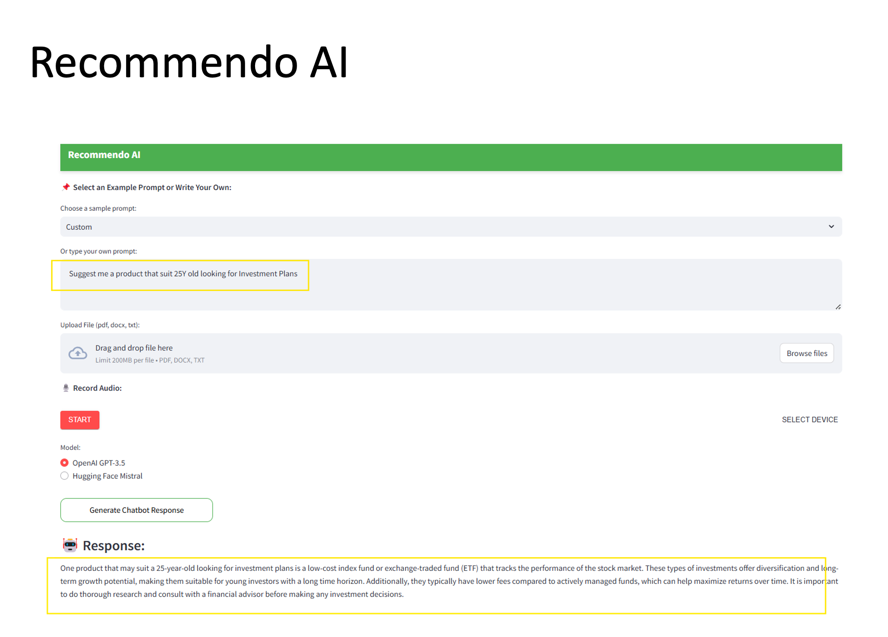 Recommendo AI
Recommendo AI
📌 Select an Example Prompt or Write Your Own:
Choose a sample prompt:
Custom
Or type your own prompt:
Suggest me a product that suit 25Y old looking for Investment Plans
Upload File (pdf, docx, txt):
Drag and drop file here
Limit 200MB per file • PDF, DOCX, TXT
Browse files
🎙️ Record Audio:
START
SELECT DEVICE
Model:
OpenAI GPT-3.5
Hugging Face Mistral
Generate Chatbot Response
🤖 Response:
One product that may suit a 25-year-old looking for investment plans is a low-cost index fund or exchange-traded fund (ETF) that tracks the performance of the stock market. These types of investments offer diversification and long-
term growth potential, making them suitable for young investors with a long time horizon. Additionally, they typically have lower fees compared to actively managed funds, which can help maximize returns over time. It is important
to do thorough research and consult with a financial advisor before making any investment decisions.